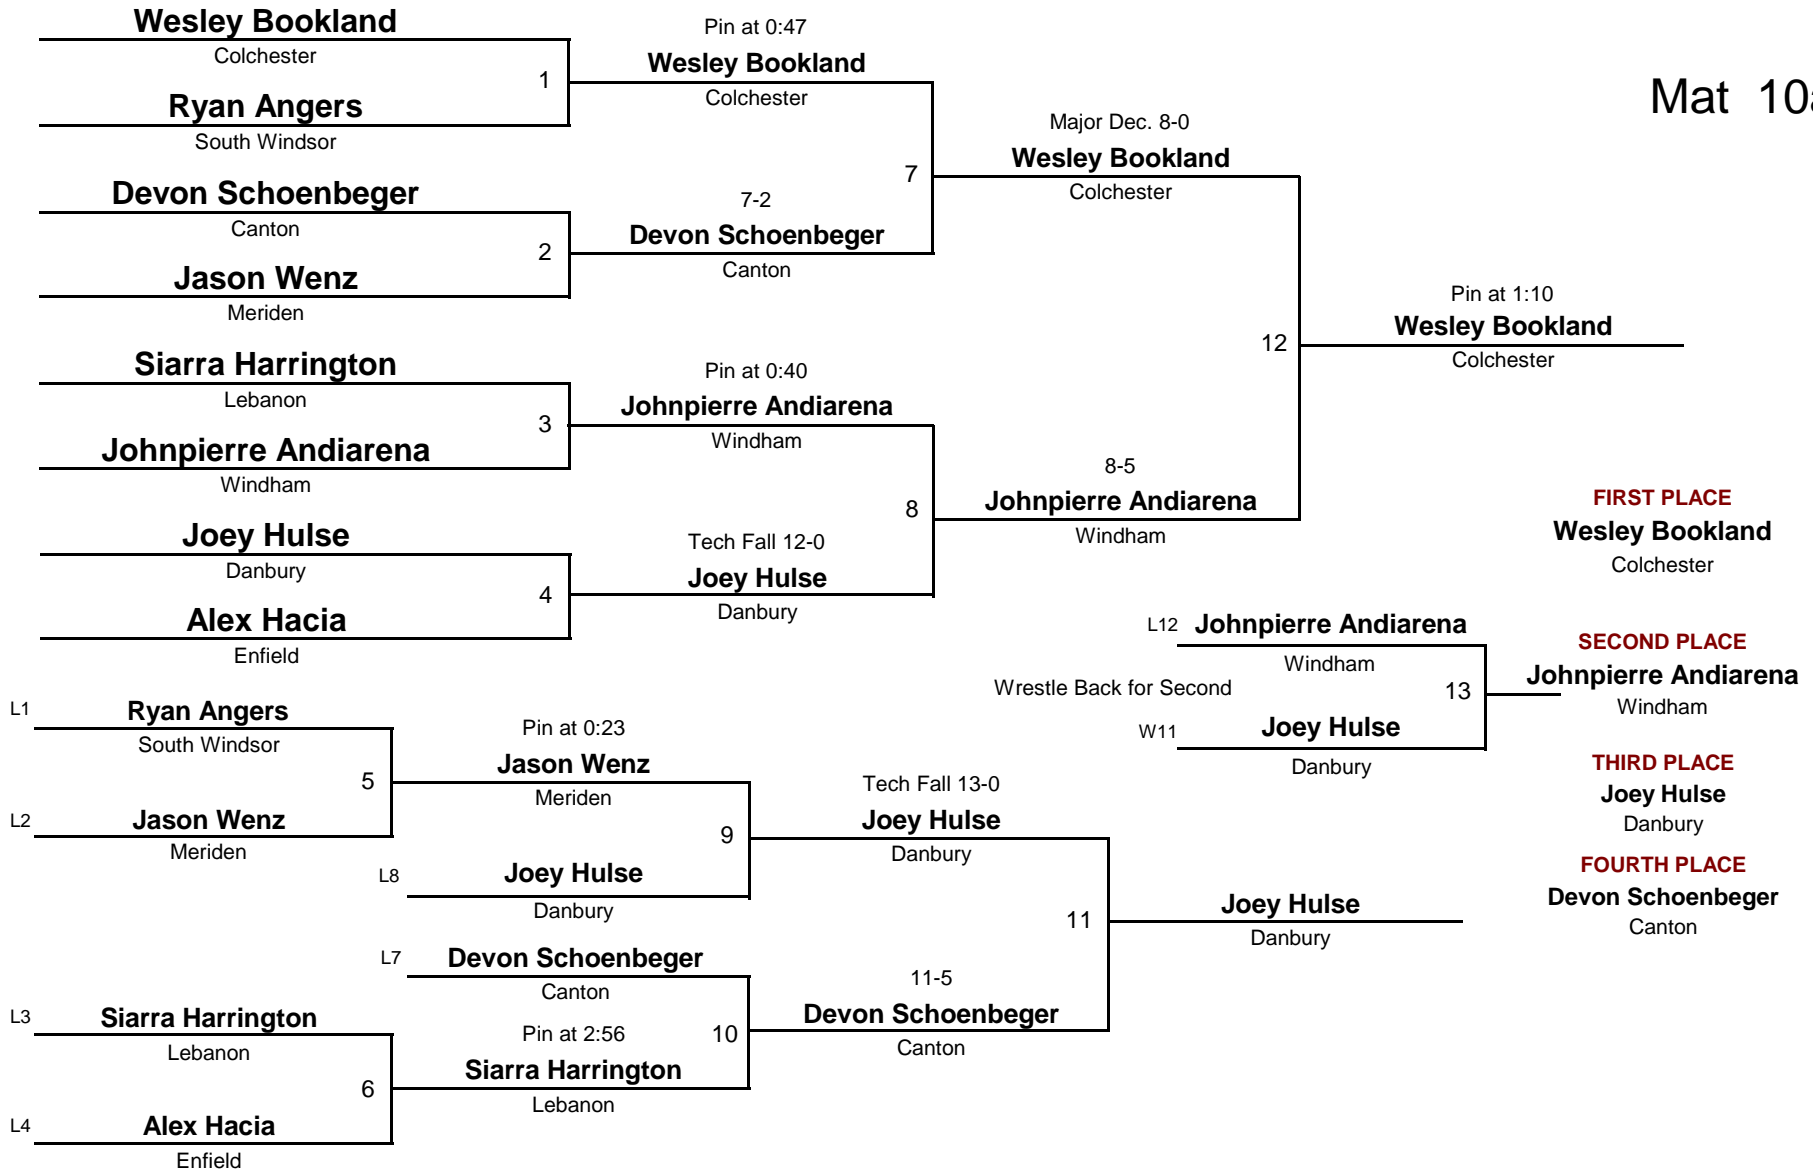 Wesley Bookland
Colchester
1
Ryan Angers
South Windsor
Pin at 0:47
Wesley Bookland
Colchester
Mat 10a
Devon Schoenbeger
Canton
2
Jason Wenz
Meriden
7-2
Devon Schoenbeger
Canton
7
Major Dec. 8-0
Wesley Bookland
Colchester
Siarra Harrington
Lebanon
3
Johnpierre Andiarena
Windham
Pin at 0:40
Johnpierre Andiarena
Windham
12
Pin at 1:10
Wesley Bookland
Colchester
Joey Hulse
Danbury
4
Alex Hacia
Enfield
Tech Fall 12-0
Joey Hulse
Danbury
8
8-5
Johnpierre Andiarena
Windham
FIRST PLACE
Wesley Bookland
Colchester
L12 Johnpierre Andiarena
Windham
Wrestle Back for Second
13
W11 Joey Hulse
Danbury
SECOND PLACE
Johnpierre Andiarena
Windham
THIRD PLACE
Joey Hulse
Danbury
FOURTH PLACE
Devon Schoenbeger
Canton
L1 Ryan Angers
South Windsor
5
L2 Jason Wenz
Meriden
Pin at 0:23
Jason Wenz
Meriden
9
L8 Joey Hulse
Danbury
Tech Fall 13-0
Joey Hulse
Danbury
11
Joey Hulse
Danbury
L7 Devon Schoenbeger
Canton
10
Pin at 2:56
Siarra Harrington
Lebanon
11-5
Devon Schoenbeger
Canton
L3 Siarra Harrington
Lebanon
6
L4 Alex Hacia
Enfield